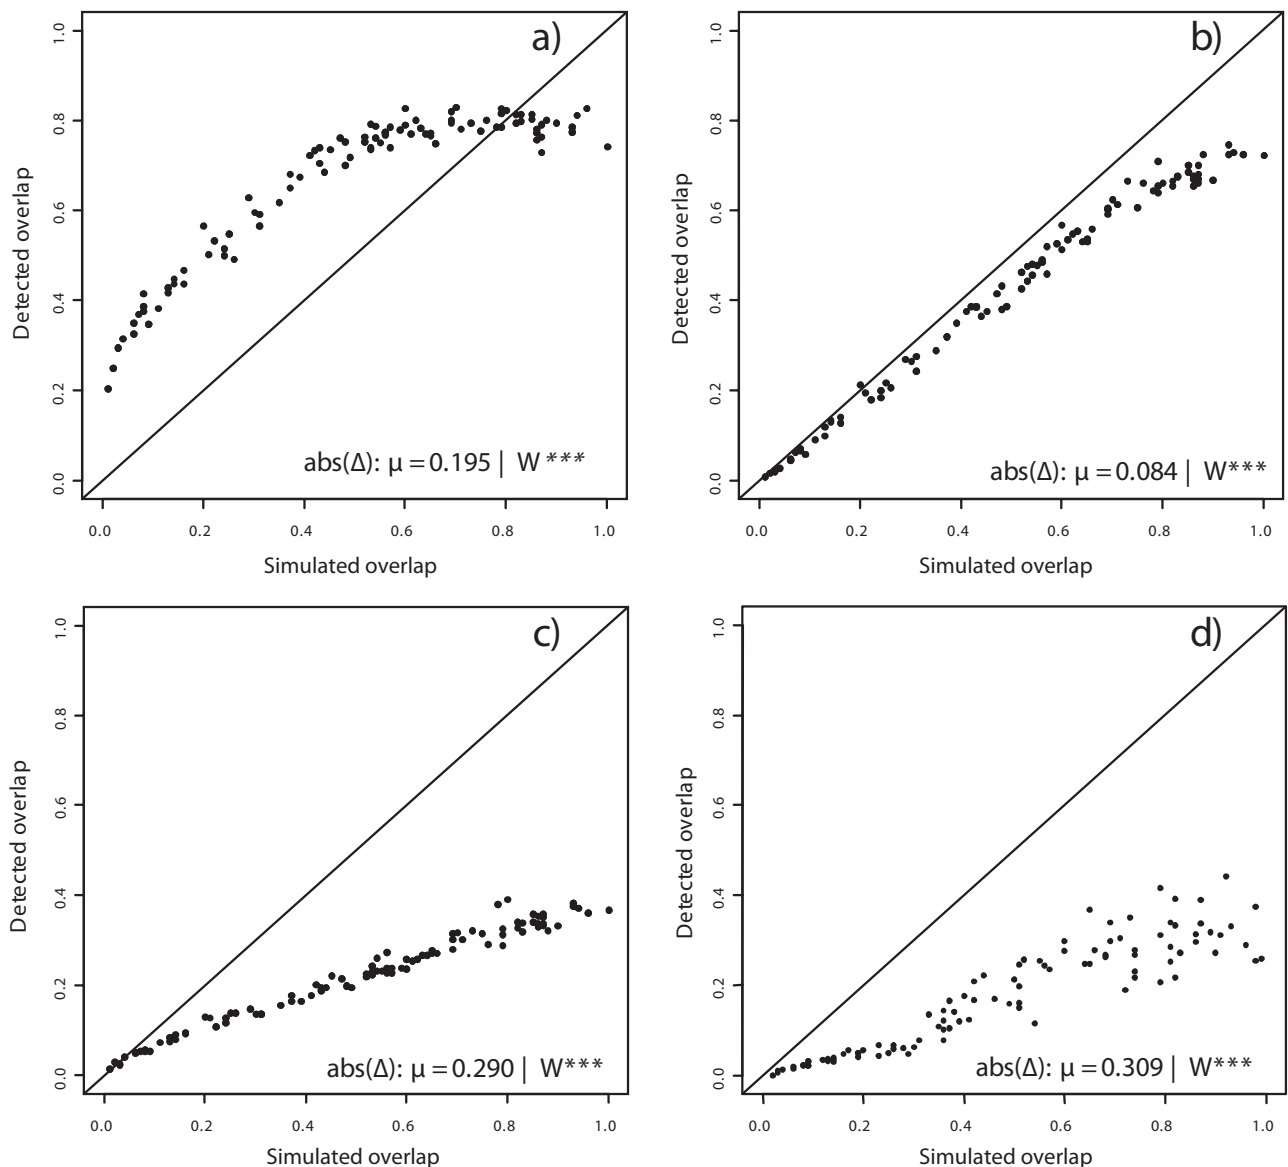 a)
1.0
0.8
0.6
0.4
0.2
0.0
Detected overlap
abs(Δ): μ = 0.195 | W ***
0.0 0.2 0.4 0.6 0.8 1.0
Simulated overlap
b)
1.0
0.8
0.6
0.4
0.2
0.0
Detected overlap
abs(Δ): μ = 0.084 | W***
0.0 0.2 0.4 0.6 0.8 1.0
Simulated overlap
c)
1.0
0.8
0.6
0.4
0.2
0.0
Detected overlap
abs(Δ): μ = 0.290 | W***
0.0 0.2 0.4 0.6 0.8 1.0
Simulated overlap
d)
1.0
0.8
0.6
0.4
0.2
0.0
Detected overlap
abs(Δ): μ = 0.309 | W***
0.0 0.2 0.4 0.6 0.8 1.0
Simulated overlap